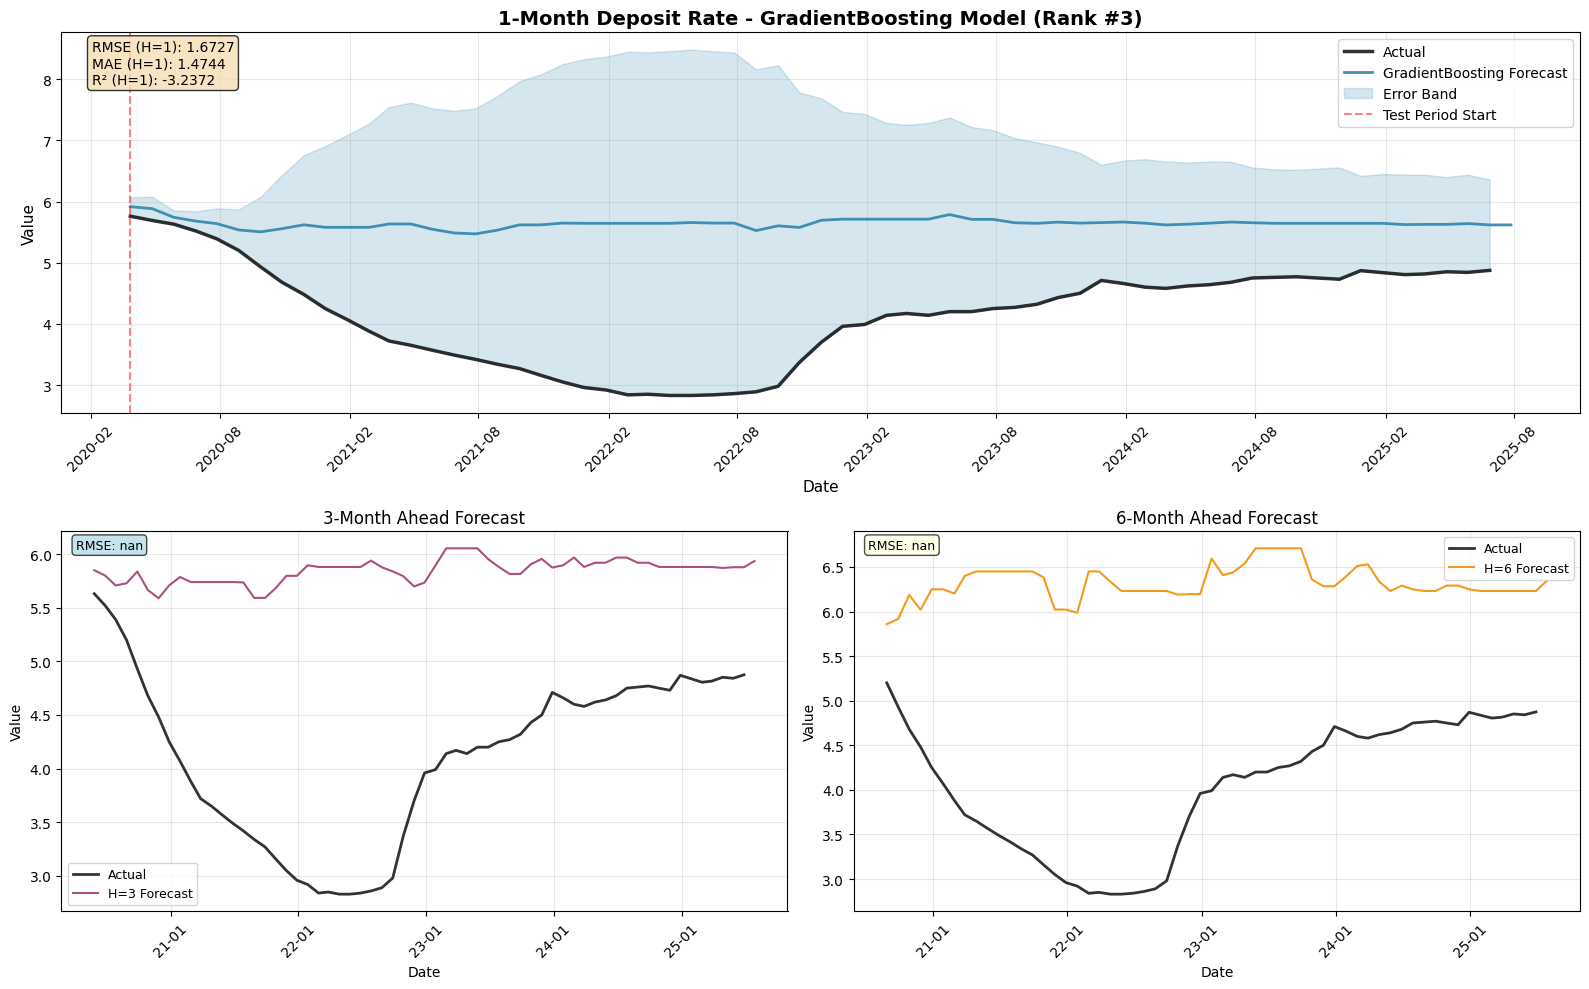 1-Month Deposit Rate - GradientBoosting Model (Rank #3)
RMSE (H=1): 1.6727
MAE (H=1): 1.4744
R² (H=1): -3.2372
Actual
GradientBoosting Forecast
Error Band
Test Period Start
Value
8
7
6
5
4
3
2020-02
2020-08
2021-02
2021-08
2022-02
2022-08
2023-02
2023-08
2024-02
2024-08
2025-02
2025-08
Date
3-Month Ahead Forecast
RMSE: nan
Value
6.0
5.5
5.0
4.5
4.0
3.5
3.0
Actual
H=3 Forecast
21-01
22-01
23-01
24-01
25-01
Date
6-Month Ahead Forecast
RMSE: nan
Actual
H=6 Forecast
Value
6.5
6.0
5.5
5.0
4.5
4.0
3.5
3.0
21-01
22-01
23-01
24-01
25-01
Date